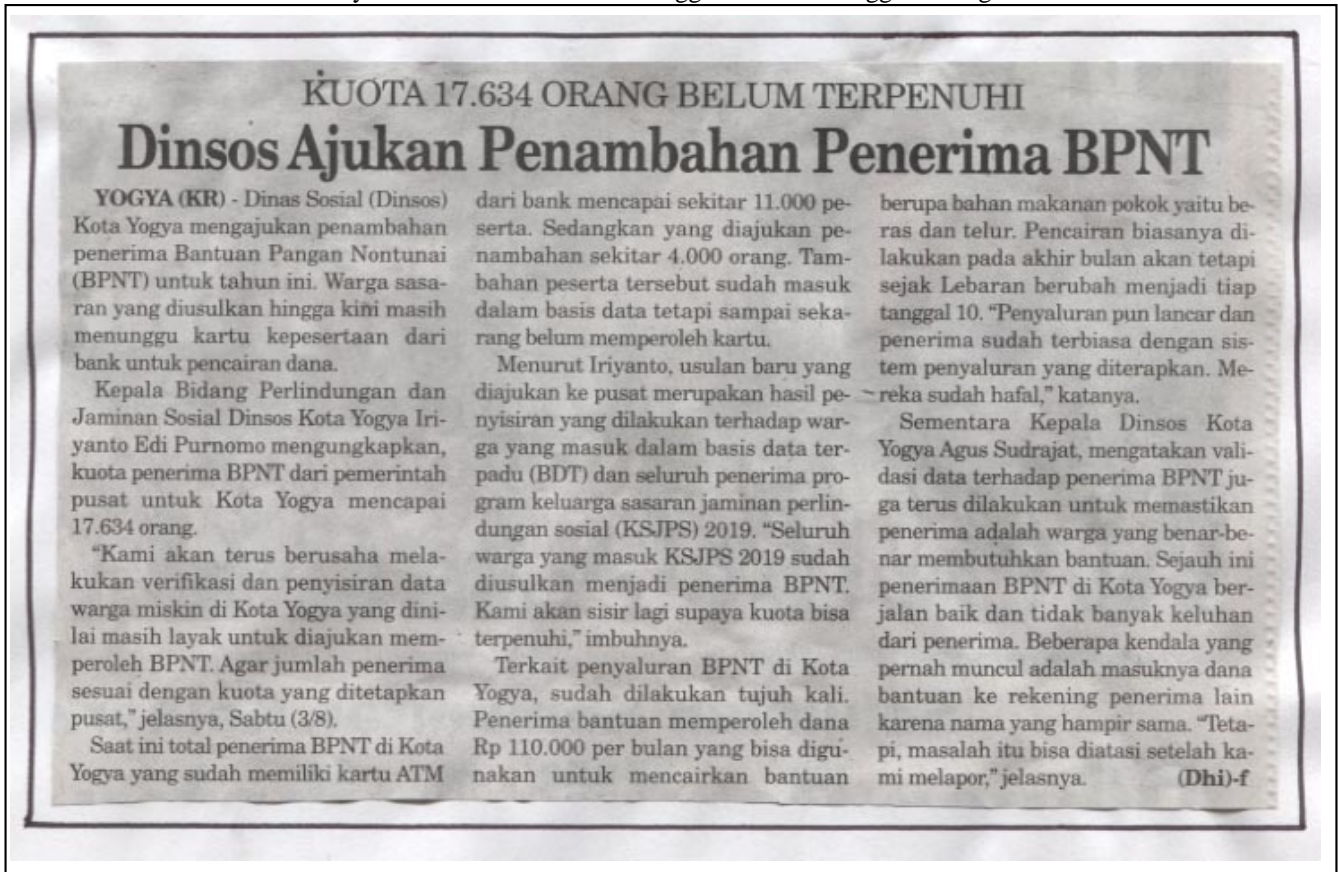 KUOTA 17.634 ORANG BELUM TERPENUHI
Dinsos Ajukan Penambahan Penerima BPNT
YOGYA (KR) - Dinas Sosial (Dinsos)
Kota Yogya mengajukan penambahan
penerima Bantuan Pangan Nontunai
(BPNT) untuk tahun ini. Warga sasa-
ran yang diusulkan hingga kini masih
menunggu kartu kepesertaan dari
bank untuk pencairan dana.
Kepala Bidang Perlindungan dan
Jaminan Sosial Dinsos Kota Yogya Iri-
yanto Edi Purnomo mengungkapkan,
kuota penerima BPNT dari pemerintah
pusat untuk Kota Yogya mencapai
17.634 orang.
“Kami akan terus berusaha mela-
kukan verifikasi dan penyisiran data
warga miskin di Kota Yogya yang dini-
lai masih layak untuk diajukan mem-
peroleh BPNT. Agar jumlah penerima
sesuai dengan kuota yang ditetapkan
pusat,” jelasnya, Sabtu (3/8).
Saat ini total penerima BPNT di Kota
Yogya yang sudah memiliki kartu ATM
dari bank mencapai sekitar 11.000 pe-
serta. Sedangkan yang diajukan pe-
nambahan sekitar 4.000 orang. Tam-
bahan peserta tersebut sudah masuk
dalam basis data tetapi sampai seka-
rang belum memperoleh kartu.
Menurut Iriyanto, usulan baru yang
diajukan ke pusat merupakan hasil pe-
nyisiran yang dilakukan terhadap war-
ga yang masuk dalam basis data ter-
padu (BDT) dan seluruh penerima pro-
gram keluarga sasaran jaminan perlin-
dungan sosial (KSJPS) 2019. “Seluruh
warga yang masuk KSJPS 2019 sudah
diusulkan menjadi penerima BPNT.
Kami akan sisir lagi supaya kuota bisa
terpenuhi,” imbuhnya.
Terkait penyaluran BPNT di Kota
Yogya, sudah dilakukan tujuh kali.
Penerima bantuan memperoleh dana
Rp 110.000 per bulan yang bisa digu-
nakan untuk mencairkan bantuan
berupa bahan makanan pokok yaitu be-
ras dan telur. Pencairan biasanya di-
lakukan pada akhir bulan akan tetapi
sejak Lebaran berubah menjadi tiap
tanggal 10. “Penyaluran pun lancar dan
penerima sudah terbiasa dengan sis-
tem penyaluran yang diterapkan. Me-
reka sudah hafal,” katanya.
Sementara Kepala Dinsos Kota
Yogya Agus Sudrajat, mengatakan vali-
dasi data terhadap penerima BPNT ju-
ga terus dilakukan untuk memastikan
penerima adalah warga yang benar-be-
nar membutuhkan bantuan. Sejauh ini
penerimaan BPNT di Kota Yogya ber-
jalan baik dan tidak banyak keluhan
dari penerima. Beberapa kendala yang
pernah muncul adalah masuknya dana
bantuan ke rekening penerima lain
karena nama yang hampir sama. “Teta-
pi, masalah itu bisa diatasi setelah ka-
mi melapor,” jelasnya. (Dhi)-f